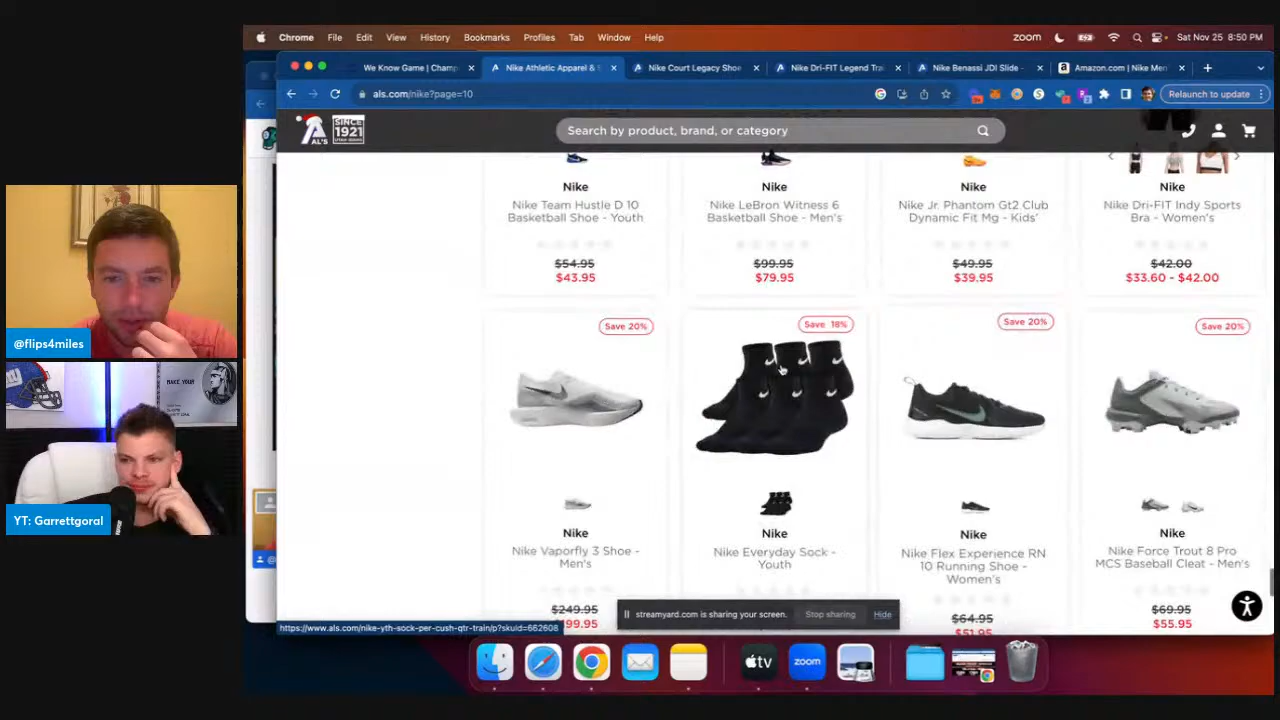 Chrome File Edit View History Bookmarks Profiles Tab Window Help
zoom Sat Nov 25 8:50 PM
We Know Game | Champ
Nike Athletic Apparel &
Nike Court Legacy Shoe
Nike Dri-FIT Legend Tra
Nike Benassi JDI Slide -
Amazon.com | Nike Men
als.com/nike?page=10
Relaunch to update
AL'S
SINCE
1921
Search by product, brand, or category
Nike
Nike Team Hustle D 10
Basketball Shoe - Youth
$54.95
$43.95
Nike
Nike LeBron Witness 6
Basketball Shoe - Men's
$99.95
$79.95
Nike
Nike Jr. Phantom Gt2 Club
Dynamic Fit Mg - Kids'
$49.95
$39.95
Nike
Nike Dri-FIT Indy Sports
Bra - Women's
$42.00
$33.60 - $42.00
Save 20%
Nike
Nike Vaporfly 3 Shoe -
Men's
$249.95
Save 18%
Nike
Nike Everyday Sock -
Youth
Save 20%
Nike
Nike Flex Experience RN
10 Running Shoe -
Women's
$64.95
$51.95
Save 20%
Nike
Nike Force Trout 8 Pro
MCS Baseball Cleat - Men's
$69.95
$55.95
streamyard.com is sharing your screen.
Stop sharing
Hide
https://www.als.com/nike-yth-sock-per-cush-qtr-train/p?skuId=662608
@flips4miles
MAKE YOUR
YT: Garrettgoral
tv
zoom